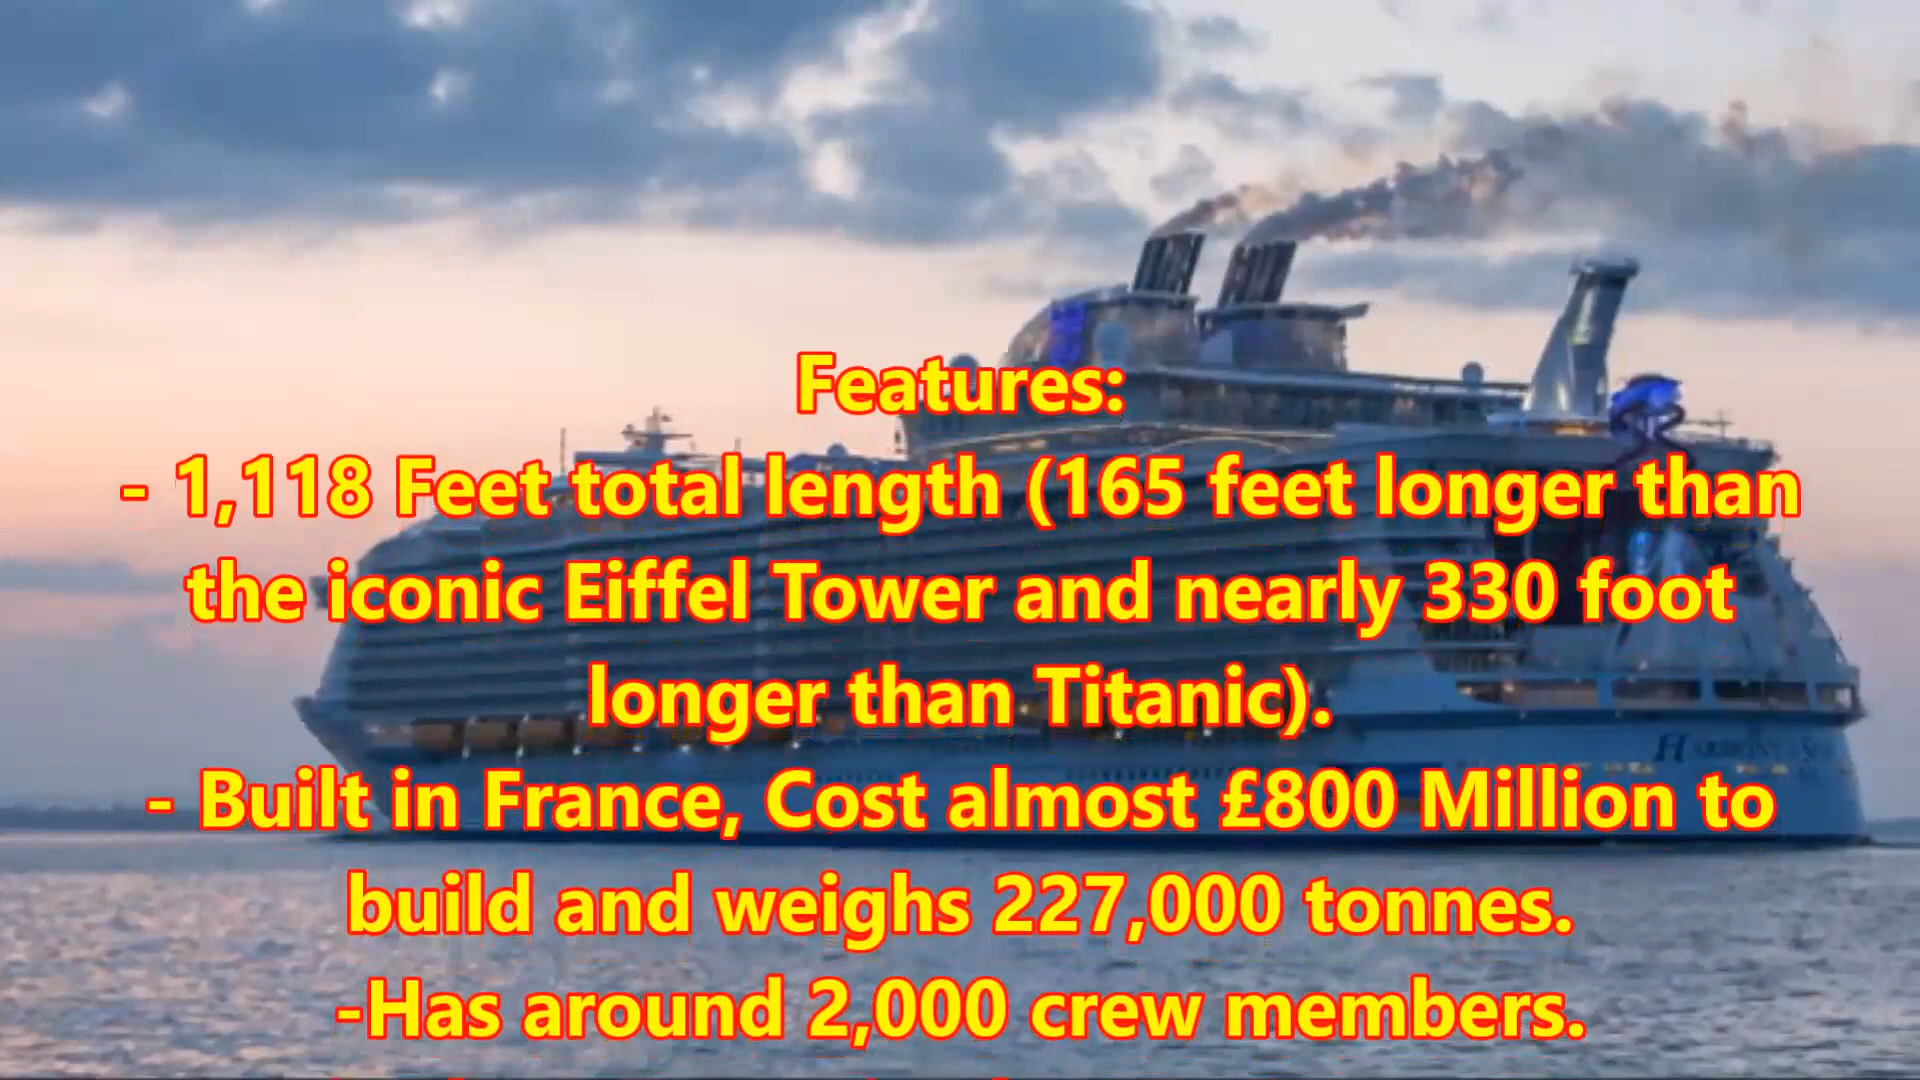 Features:
- 1,118 Feet total length (165 feet longer than
the iconic Eiffel Tower and nearly 330 foot
longer than Titanic).
- Built in France, Cost almost £800 Million to
build and weighs 227,000 tonnes.
-Has around 2,000 crew members.